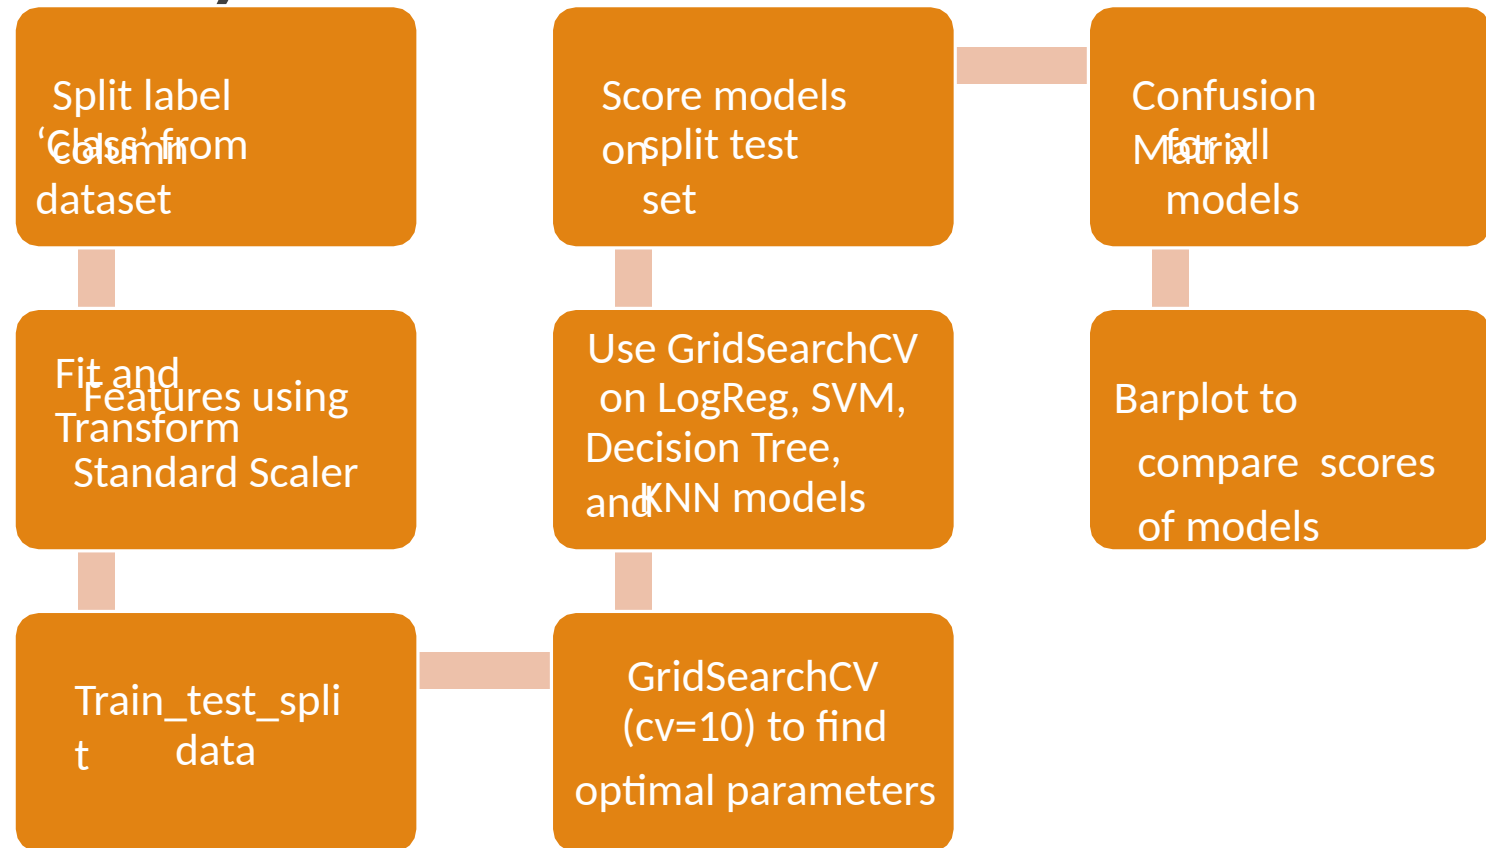 Split label
column
‘Class’ from
dataset
Fit and
Transform
Features using
Standard Scaler
Train_test_spli
t
data
GridSearchCV
(cv=10) to find
optimal parameters
Use GridSearchCV
on LogReg, SVM,
Decision Tree,
and
KNN models
Score models
on
split test
set
Confusion
Matrix
for all
models
Barplot to
compare scores
of models